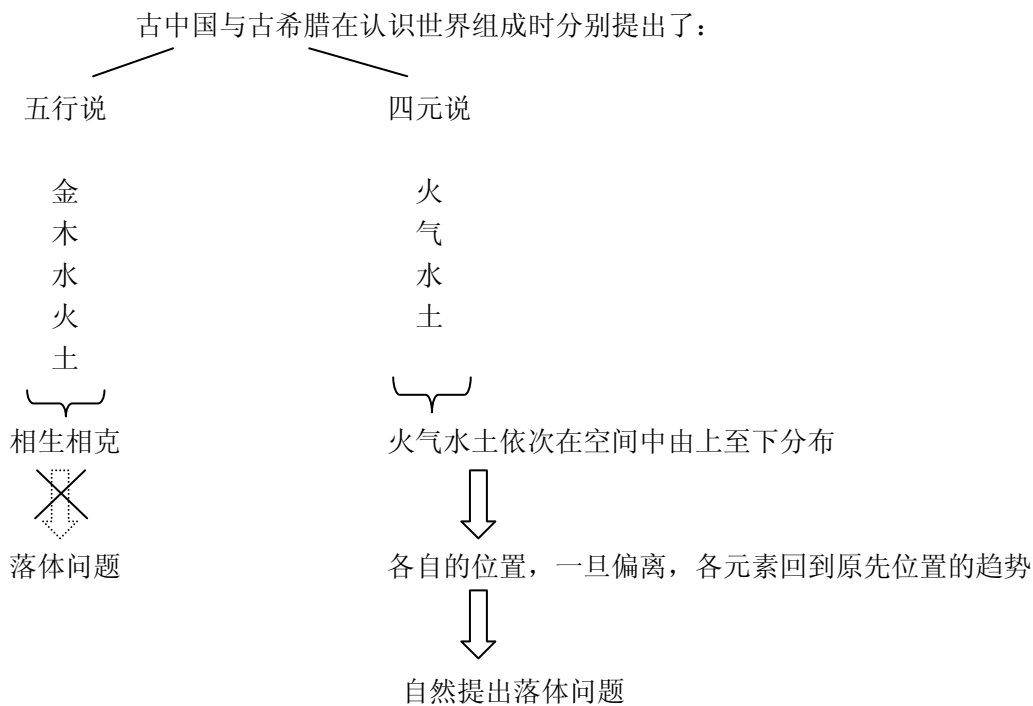 古中国与古希腊在认识世界组成时分别提出了：
五行说
四元说
金
木
水
火
土
火
气
水
土
相生相克
火气水土依次在空间中由上至下分布
落体问题
各自的位置，一旦偏离，各元素回到原先位置的趋势
自然提出落体问题